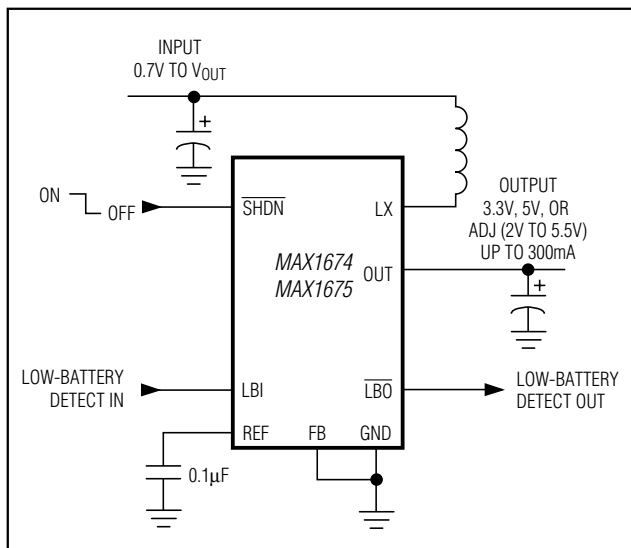 INPUT
0.7V TO VOUT
+
ON
OFF
SHDN
LX
OUTPUT
3.3V, 5V, OR
ADJ (2V TO 5.5V)
UP TO 300mA
MAX1674
MAX1675
OUT
+
LOW-BATTERY
DETECT IN
LBI
LBO
LOW-BATTERY
DETECT OUT
REF
FB
GND
0.1µF